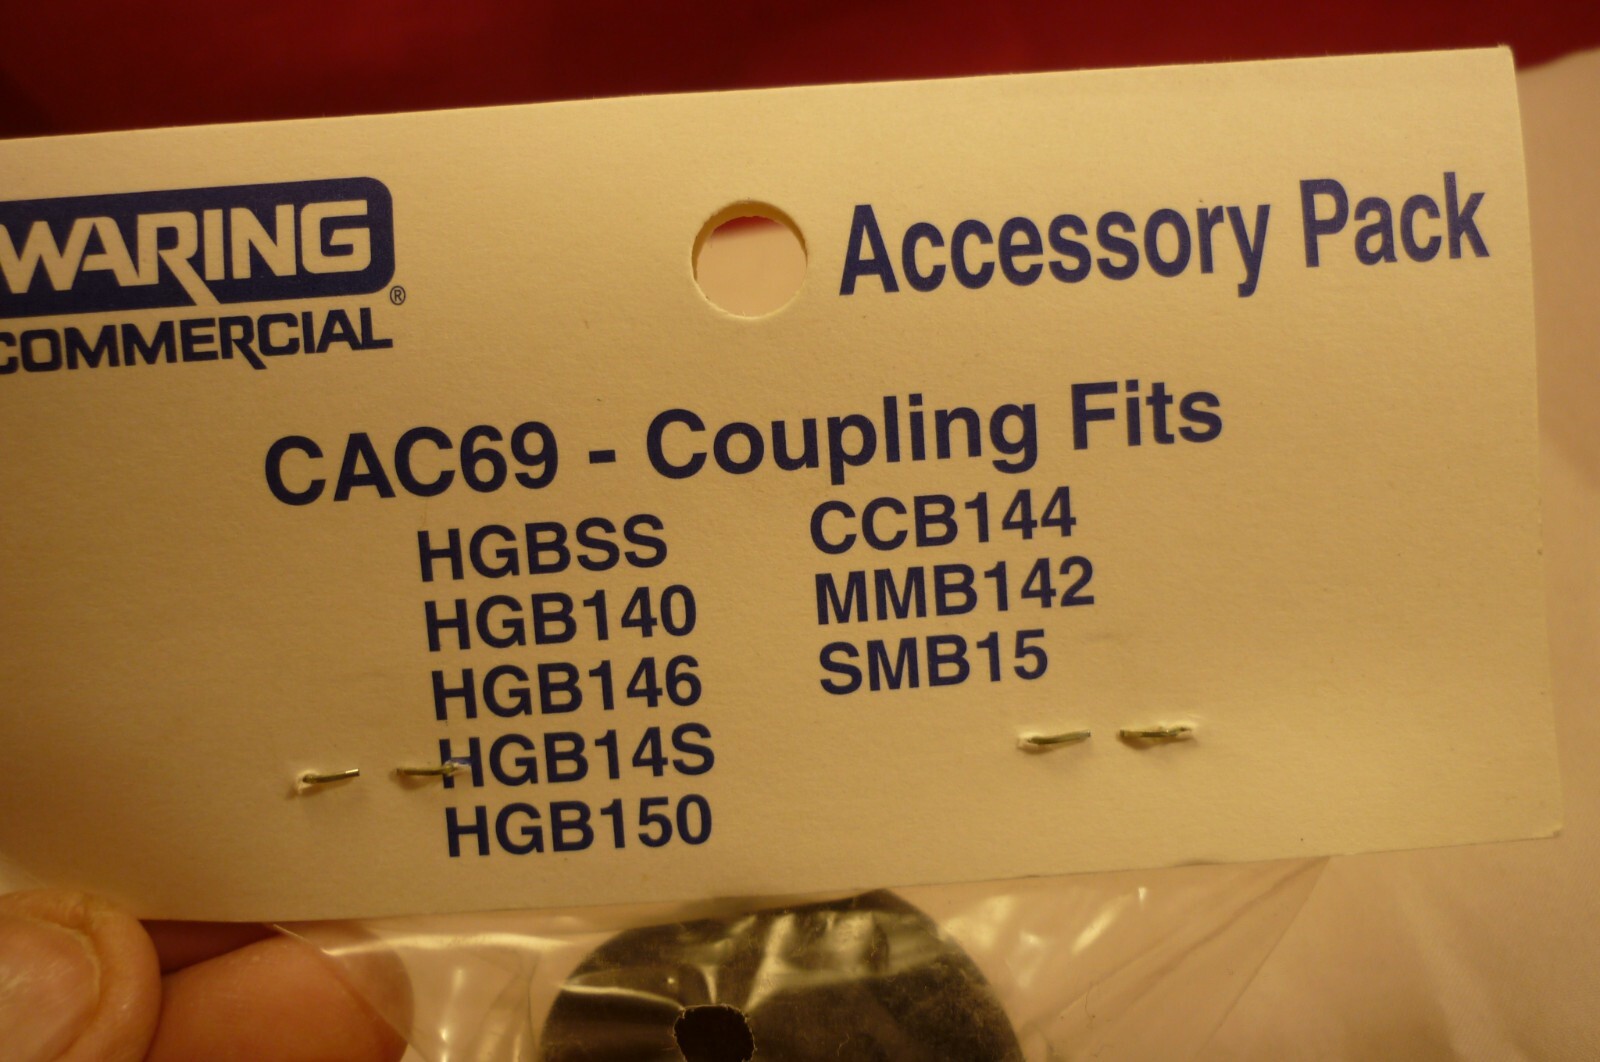 WARING
COMMERCIAL®
Accessory Pack
CAC69 - Coupling Fits
HGBSS
HGB140
HGB146
HGB14S
HGB150
CCB144
MMB142
SMB15